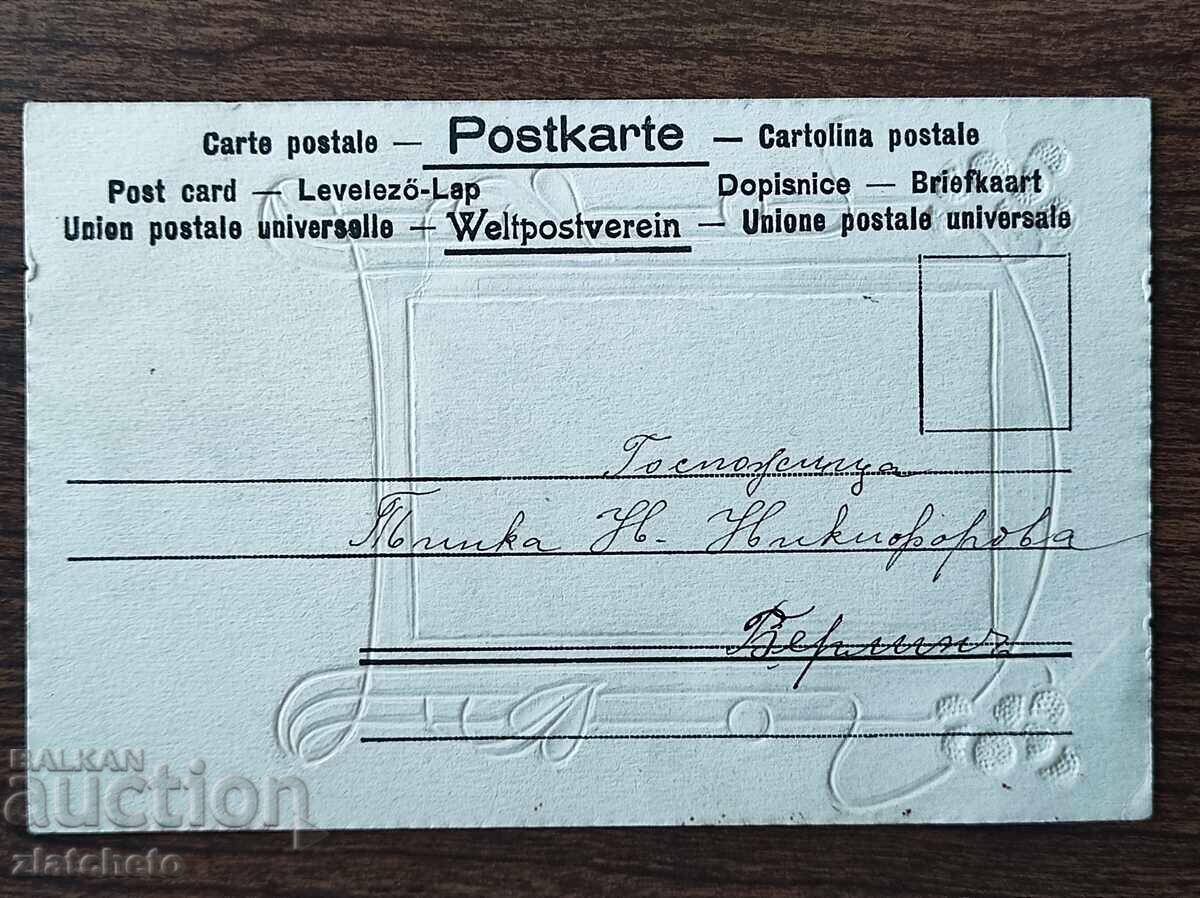 Carte postale — Postkarte — Cartolina postale
Post card — Levelező-Lap Dopisnice — Briefkaart
Union postale universelle — Weltpostverein — Unione postale universale
Госпожица
Тинка Н. Никифорова
Берлинъ
BALKAN
auction
zlatcheto